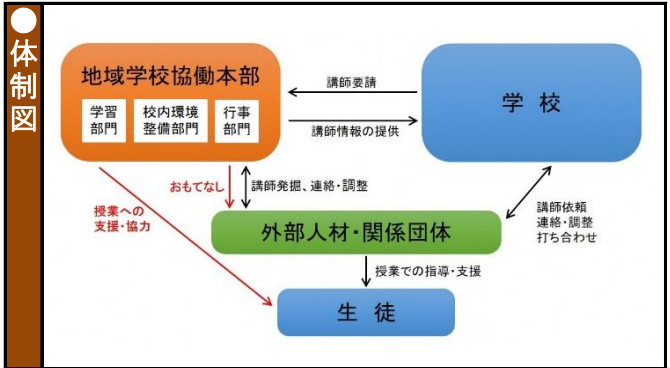 ●体制図
地域学校協働本部
学習
部門
校内環境
整備部門
行事
部門
講師要請
講師情報の提供
学校
おもてなし
講師発掘、連絡・調整
授業への
支援・協力
外部人材・関係団体
講師依頼
連絡・調整
打ち合わせ
授業での指導・支援
生徒